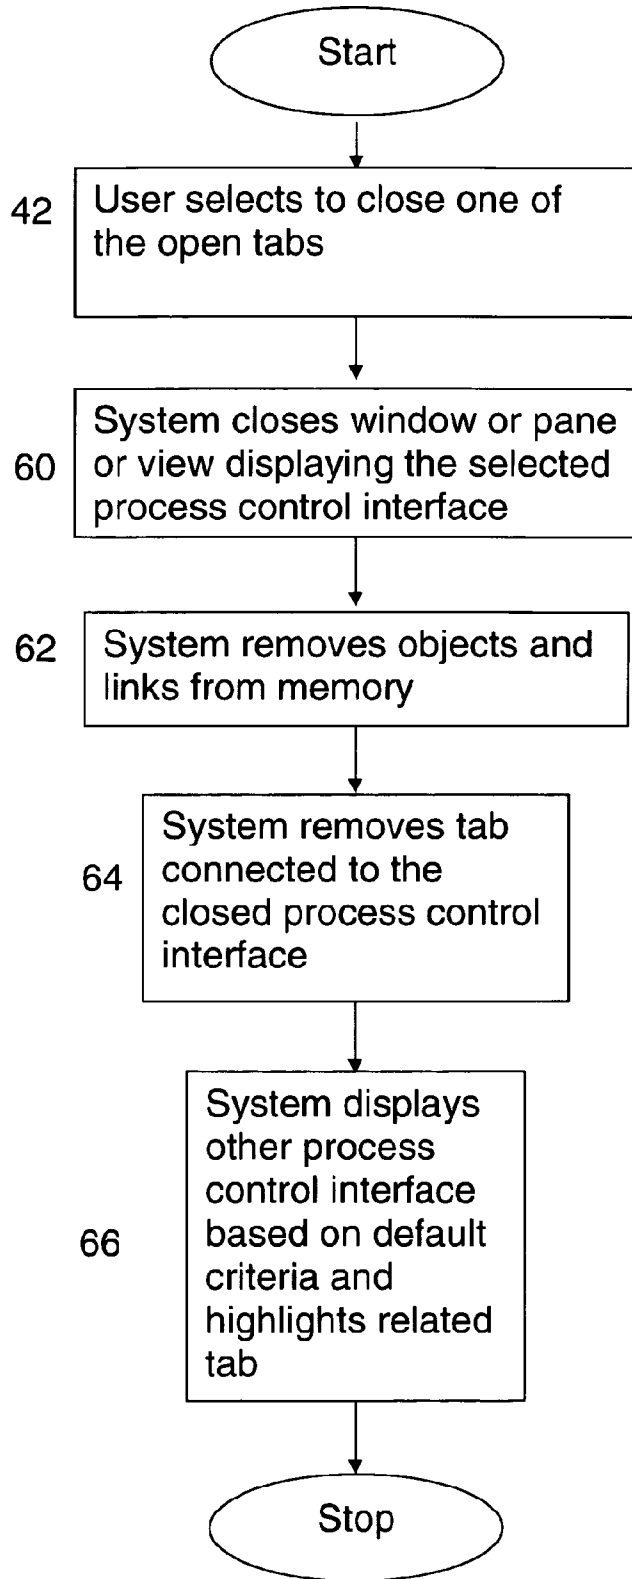 Start
42
User selects to close one of
the open tabs
60
System closes window or pane
or view displaying the selected
process control interface
62
System removes objects and
links from memory
64
System removes tab
connected to the
closed process control
interface
66
System displays
other process
control interface
based on default
criteria and
highlights related
tab
Stop